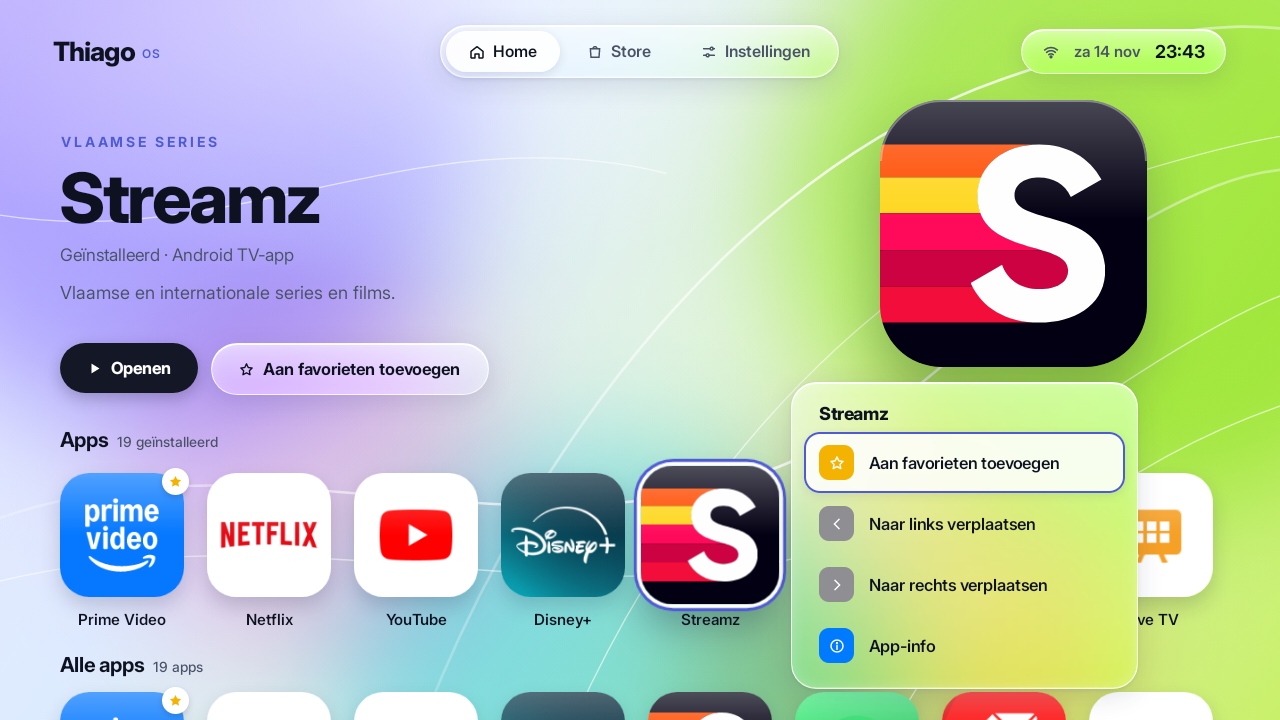 Thiago OS
Home
Store
Instellingen
za 14 nov 23:43
VLAAMSE SERIES
Streamz
Geïnstalleerd · Android TV-app
Vlaamse en internationale series en films.
Openen
Aan favorieten toevoegen
S
Streamz
Aan favorieten toevoegen
Naar links verplaatsen
Naar rechts verplaatsen
App-info
Apps 19 geïnstalleerd
prime
video
NETFLIX
Disney+
S
Prime Video
Netflix
YouTube
Disney+
Streamz
ve TV
Alle apps 19 apps